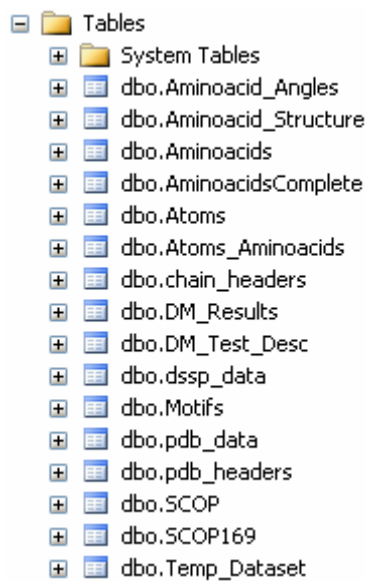 Tables
System Tables
dbo.Aminoacid_Angles
dbo.Aminoacid_Structure
dbo.Aminoacids
dbo.AminoacidsComplete
dbo.Atoms
dbo.Atoms_Aminoacids
dbo.chain_headers
dbo.DM_Results
dbo.DM_Test_Desc
dbo.dssp_data
dbo.Motifs
dbo.pdb_data
dbo.pdb_headers
dbo.SCOP
dbo.SCOP169
dbo.Temp_Dataset